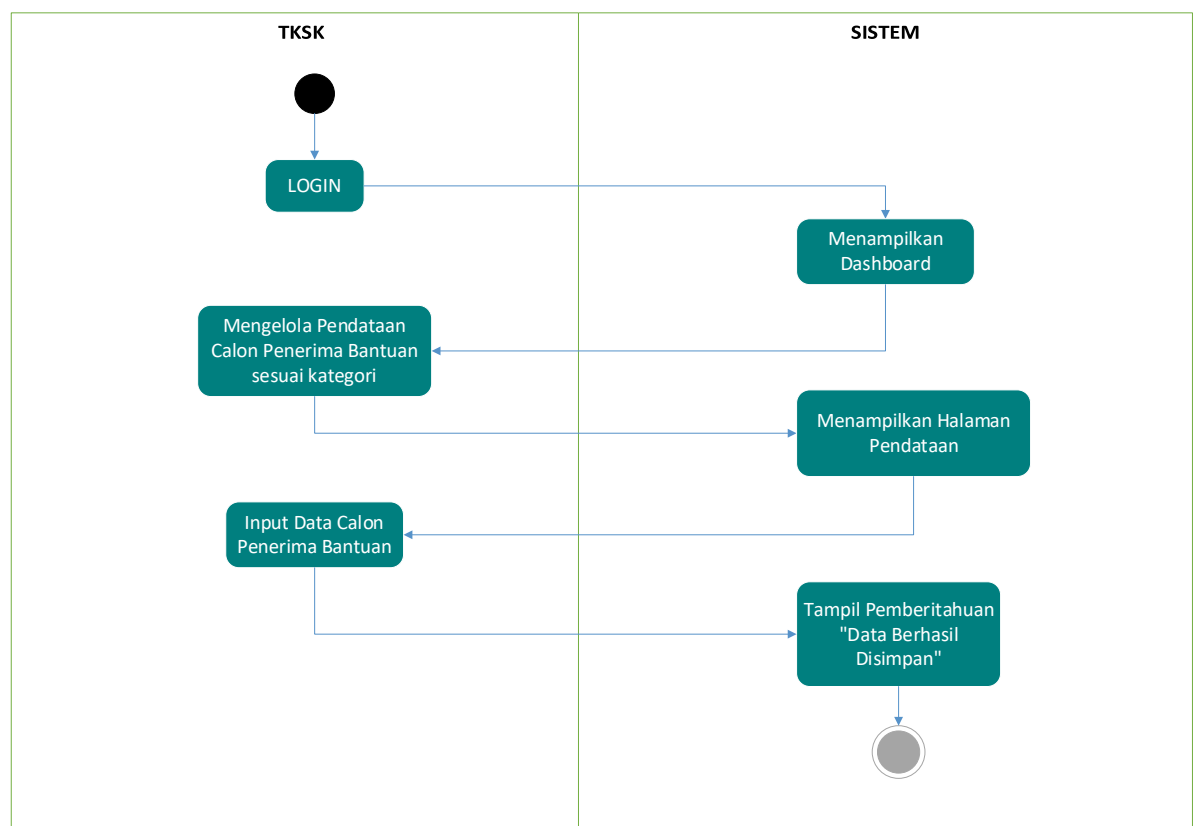 TKSK
SISTEM
LOGIN
Menampilkan
Dashboard
Mengelola Pendataan
Calon Penerima Bantuan
sesuai kategori
Menampilkan Halaman
Pendataan
Input Data Calon
Penerima Bantuan
Tampil Pemberitahuan
"Data Berhasil
Disimpan"